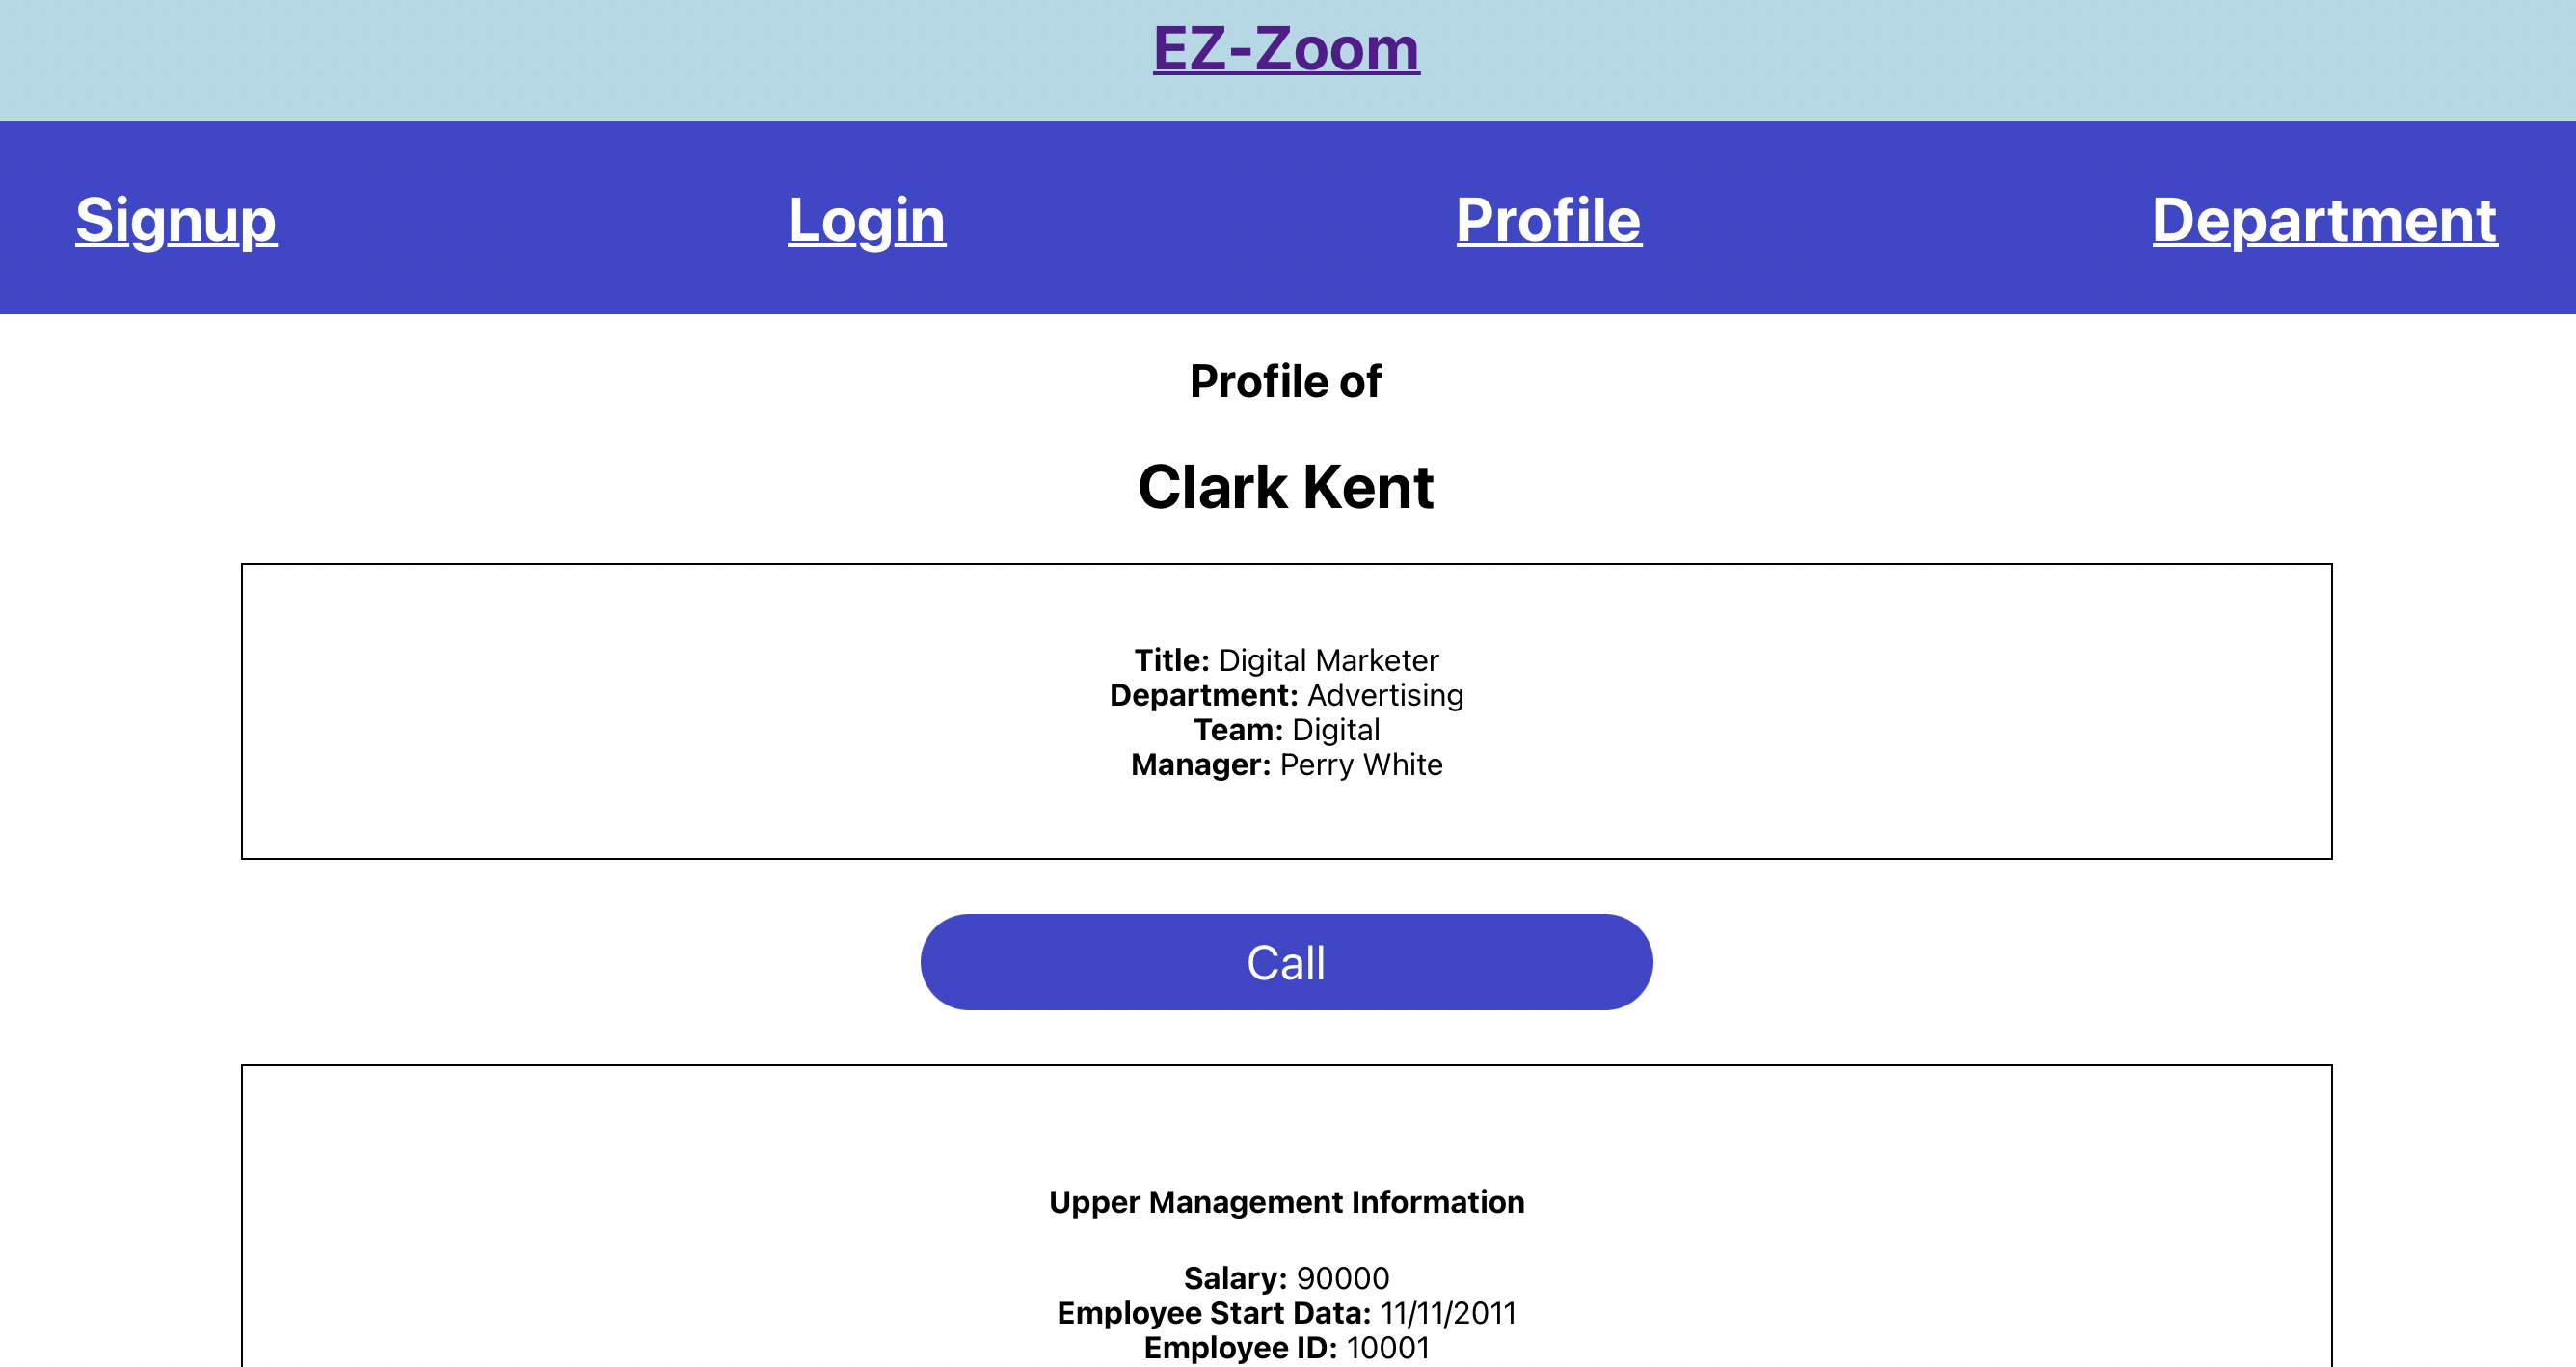 EZ-Zoom
Signup Login Profile Department
Profile of
Clark Kent
Title: Digital Marketer
Department: Advertising
Team: Digital
Manager: Perry White
Call
Upper Management Information
Salary: 90000
Employee Start Data: 11/11/2011
Employee ID: 10001